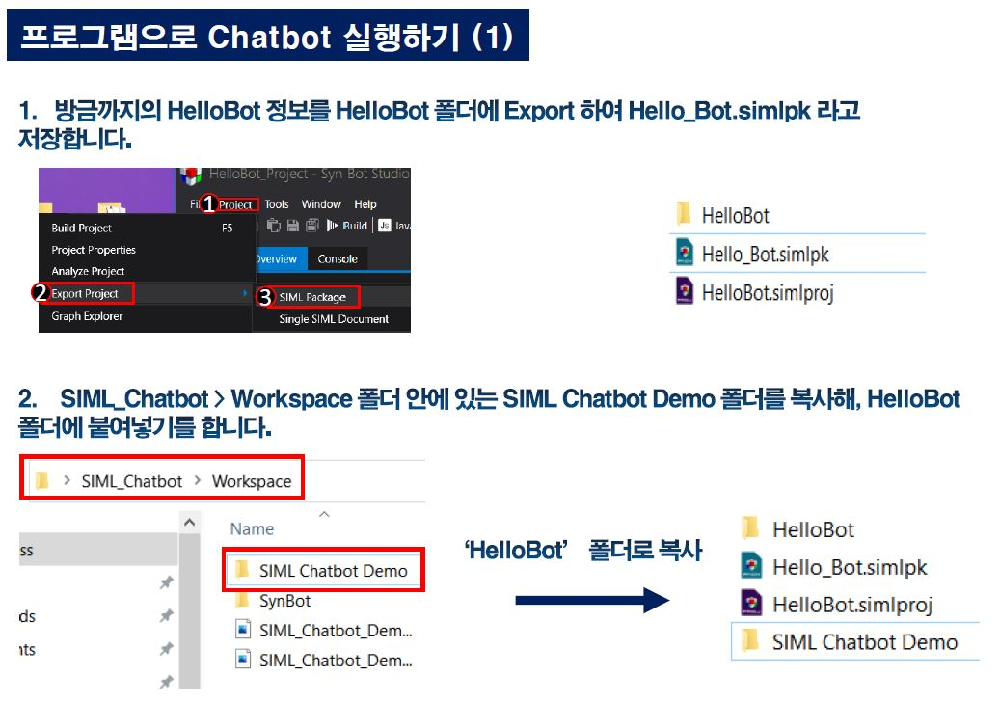 프로그램으로 Chatbot 실행하기 (1)
1. 방금까지의 HelloBot 정보를 HelloBot 폴더에 Export 하여 Hello_Bot.simlpk 라고
저장합니다.
HelloBot_Project - Syn Bot Studio
1 Project Tools Window Help
Build Project F5
Build Js
Project Properties
Analyze Project
Overview Console
2 Export Project
3 SIML Package
Graph Explorer
Single SIML Document
HelloBot
Hello_Bot.simlpk
HelloBot.simlproj
2. SIML_Chatbot > Workspace 폴더 안에 있는 SIML Chatbot Demo 폴더를 복사해, HelloBot
폴더에 붙여넣기를 합니다.
> SIML_Chatbot > Workspace
Name
ss
SIML Chatbot Demo
SynBot
ds
SIML_Chatbot_Dem...
nts
SIML_Chatbot_Dem...
‘HelloBot’ 폴더로 복사
HelloBot
Hello_Bot.simlpk
HelloBot.simlproj
SIML Chatbot Demo